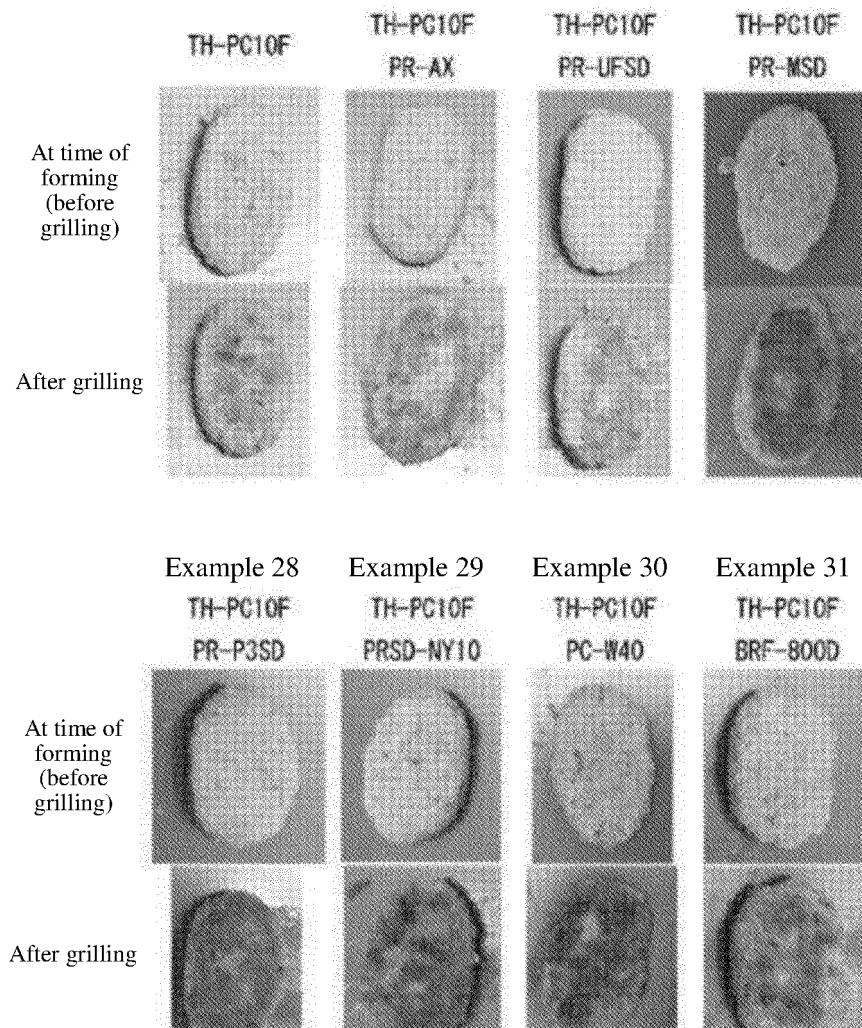 TH-PC10F
TH-PC10F
PR-AX
TH-PC10F
PR-UFSD
TH-PC10F
PR-MSD
At time of
forming
(before
grilling)
After grilling
Example 28
Example 29
Example 30
Example 31
TH-PC10F
PR-P3SD
TH-PC10F
PRSD-NY10
TH-PC10F
PC-W40
TH-PC10F
BRF-800D
At time of
forming
(before
grilling)
After grilling